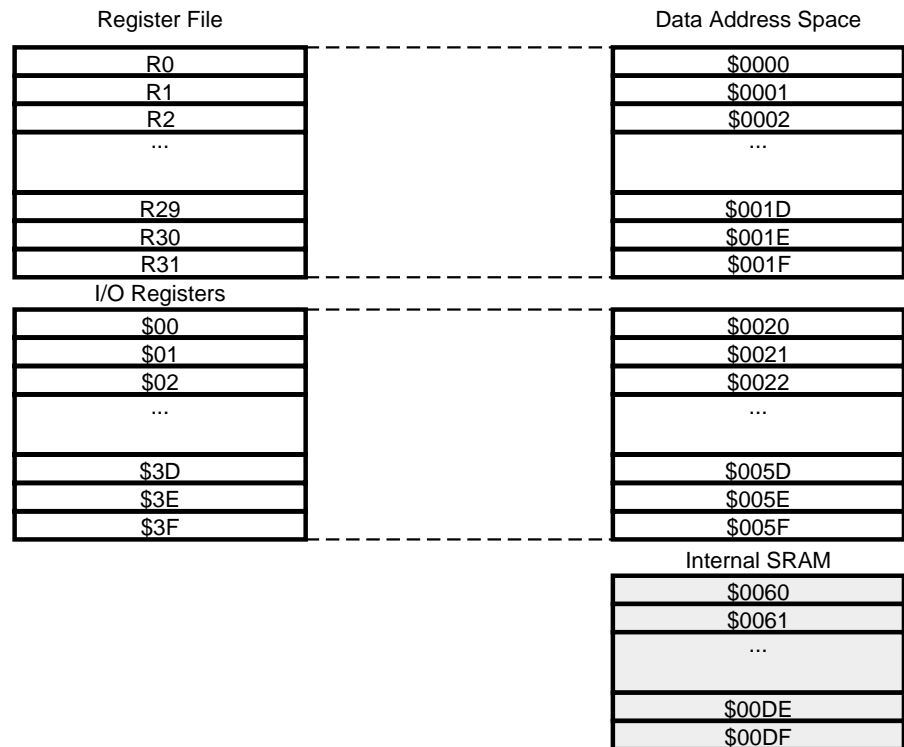 Register File Data Address Space
R0 $0000
R1 $0001
R2 $0002
... ...
R29 $001D
R30 $001E
R31 $001F
I/O Registers
$00 $0020
$01 $0021
$02 $0022
... ...
$3D $005D
$3E $005E
$3F $005F
Internal SRAM
$0060
$0061
...
$00DE
$00DF